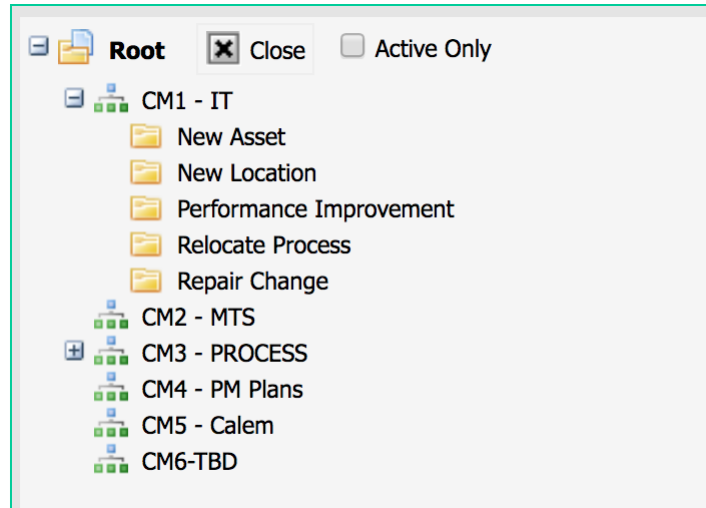 Root Close Active Only
CM1 - IT
New Asset
New Location
Performance Improvement
Relocate Process
Repair Change
CM2 - MTS
CM3 - PROCESS
CM4 - PM Plans
CM5 - Calem
CM6-TBD